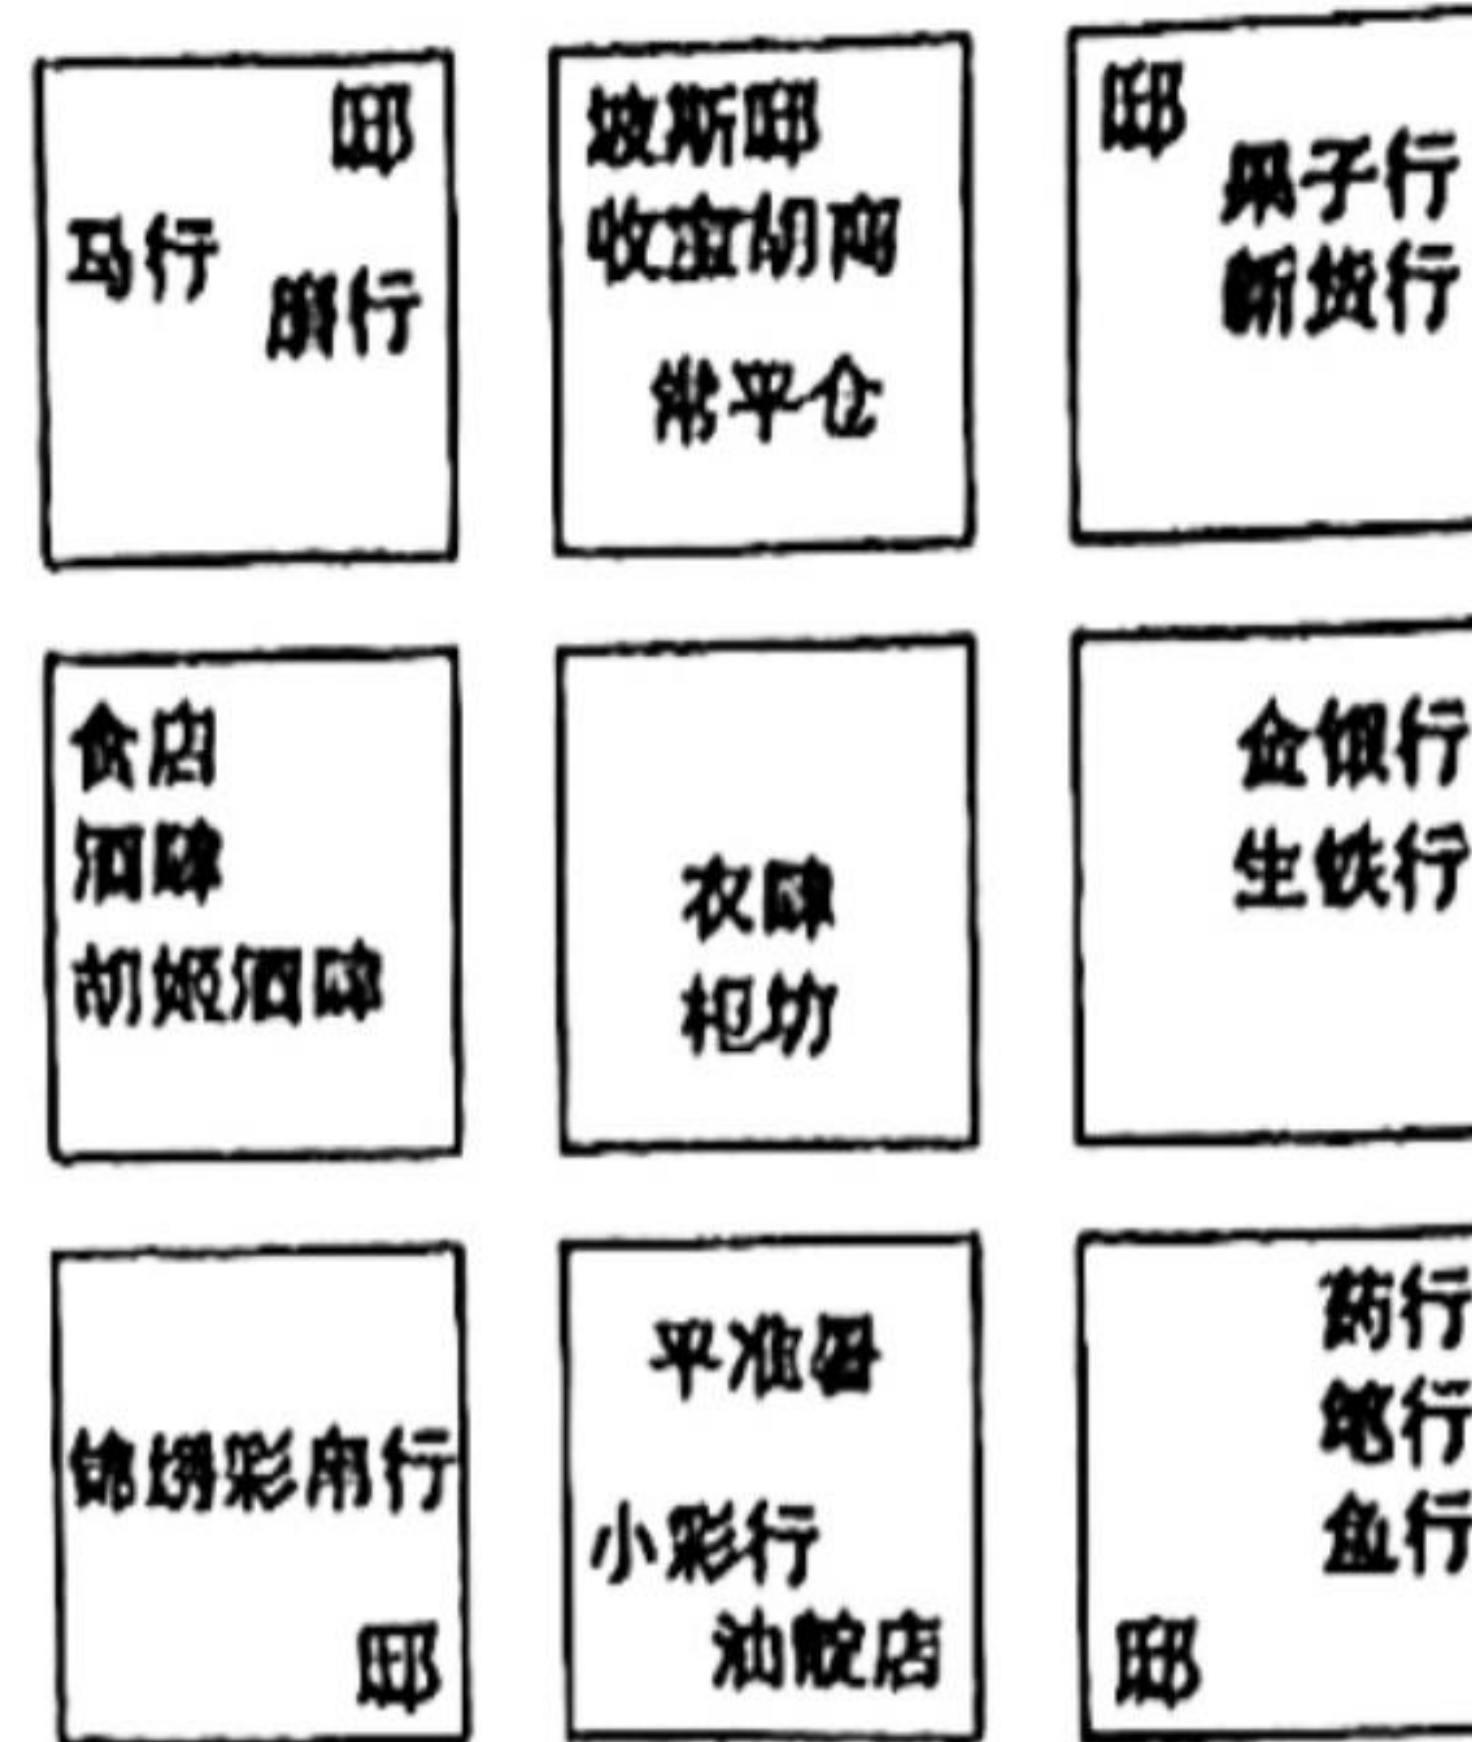 邸
马行
波斯邸
收宝胡商
常平仓
邸
果子行
新货行
食店
酒肆
胡姬酒肆
衣肆
柜坊
金银行
生铁行
锦绣彩帛行
邸
平准署
小彩行
油靛店
药行
笔行
鱼行
邸